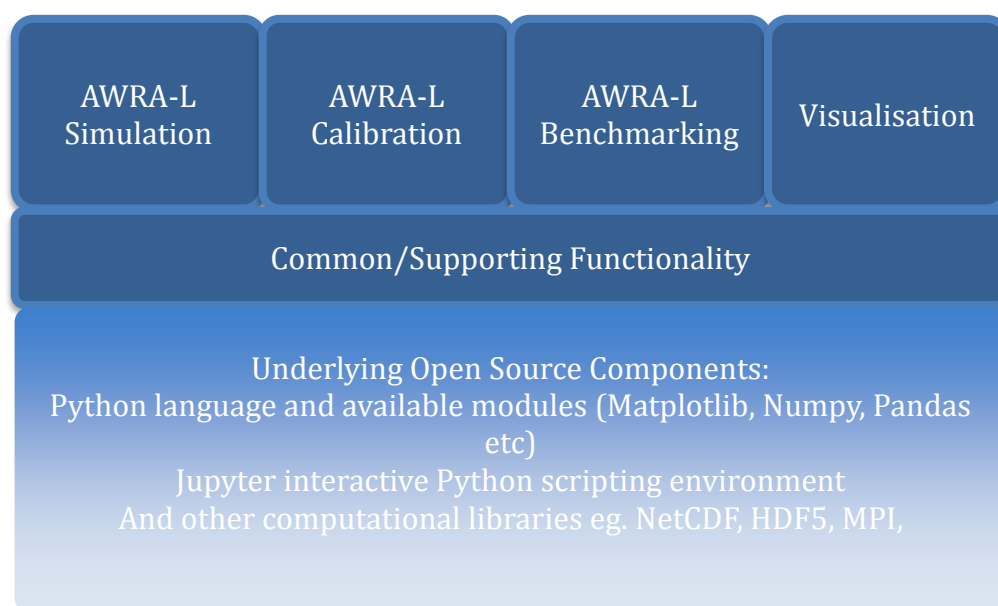 AWRA-L
Simulation
AWRA-L
Calibration
AWRA-L
Benchmarking
Visualisation
Common/Supporting Functionality
Underlying Open Source Components:
Python language and available modules (Matplotlib, Numpy, Pandas
etc)
Jupyter interactive Python scripting environment
And other computational libraries eg. NetCDF, HDF5, MPI,